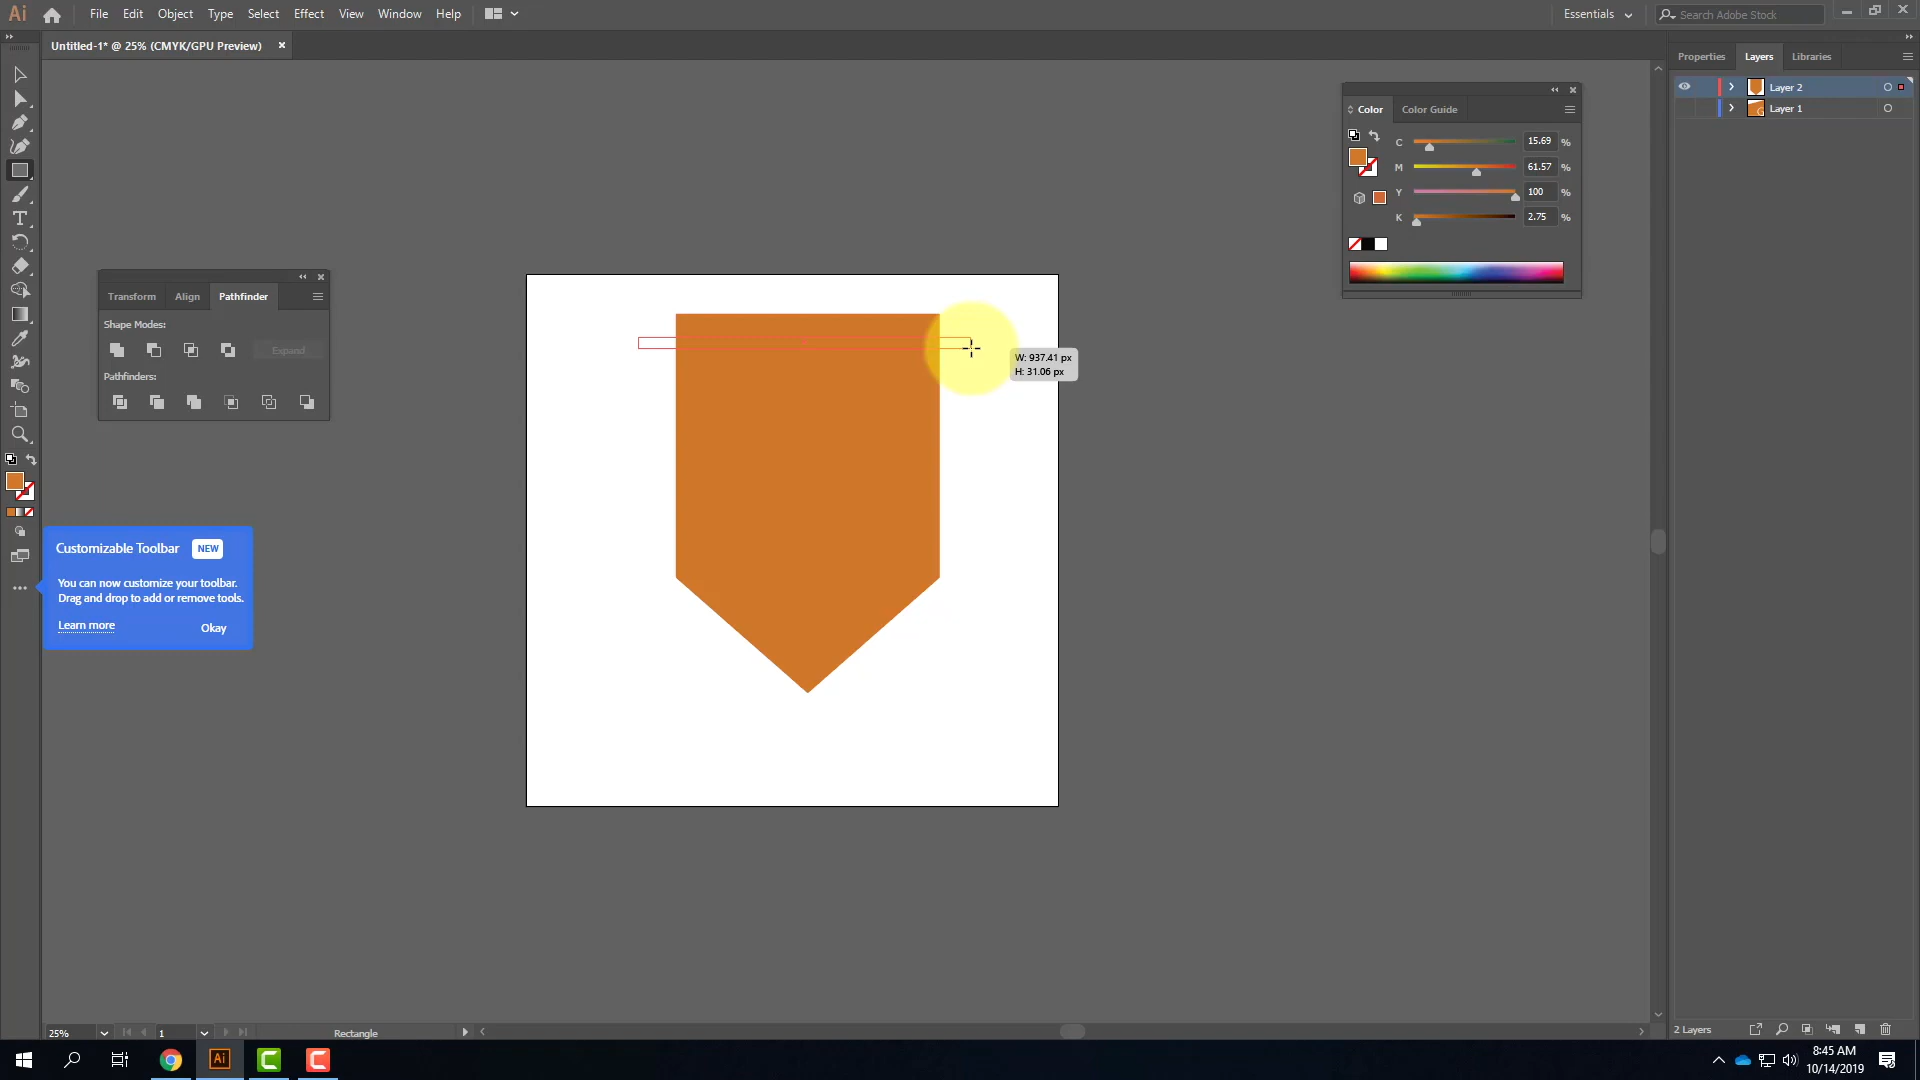 Ai
File Edit Object Type Select Effect View Window Help
Essentials
Search Adobe Stock
Untitled-1* @ 25% (CMYK/GPU Preview)
Properties Layers Libraries
Layer 2
Layer 1
Color Color Guide
C 15.69 %
M 61.57 %
Y 100 %
K 2.75 %
Transform Align Pathfinder
Shape Modes:
Expand
Pathfinders:
W: 937.41 px
H: 31.06 px
Customizable Toolbar NEW
You can now customize your toolbar.
Drag and drop to add or remove tools.
Learn more Okay
25% 1 Rectangle
2 Layers
Ai
8:45 AM
10/14/2019